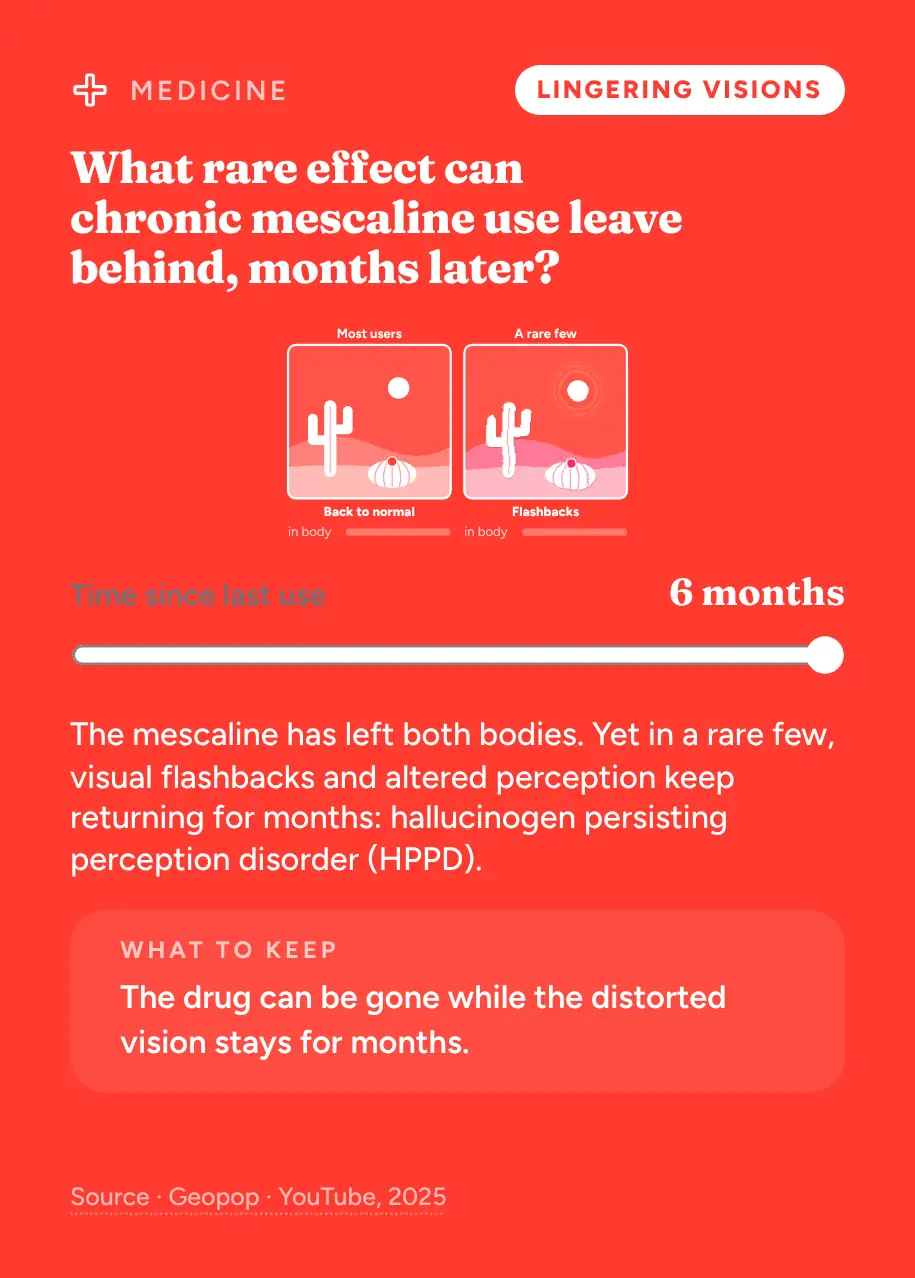 MEDICINE
LINGERING VISIONS
What rare effect can
chronic mescaline use leave
behind, months later?
Most users
A rare few
Back to normal
Flashbacks
in body
in body
Time since last use
6 months
The mescaline has left both bodies. Yet in a rare few,
visual flashbacks and altered perception keep
returning for months: hallucinogen persisting
perception disorder (HPPD).
WHAT TO KEEP
The drug can be gone while the distorted
vision stays for months.
Source · Geopop · YouTube, 2025